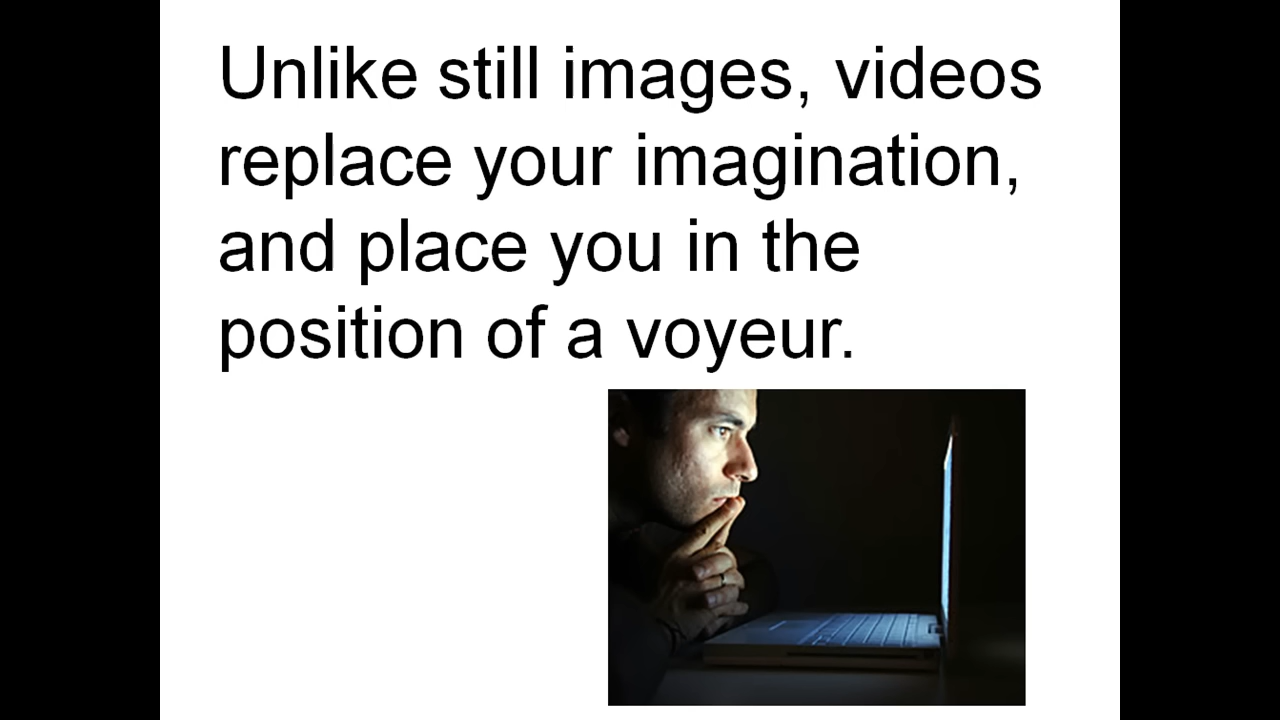 Unlike still images, videos
replace your imagination,
and place you in the
position of a voyeur.